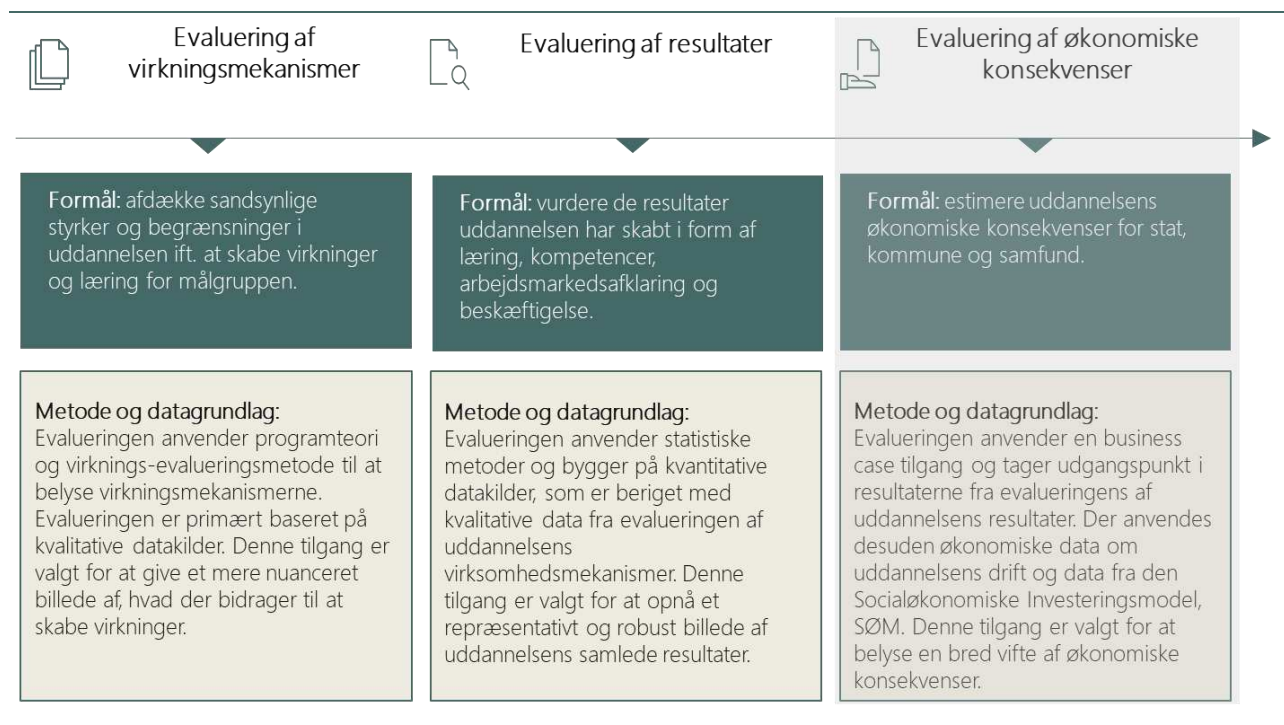 Evaluering af
virkningsmekanismer
Evaluering af resultater
Evaluering af økonomiske
konsekvenser
Formål: afdække sandsynlige
styrker og begrænsninger i
uddannelsen ift. at skabe virkninger
og læring for målgruppen.
Formål: vurdere de resultater
uddannelsen har skabt i form af
læring, kompetencer,
arbejdsmarkedsafklaring og
beskæftigelse.
Formål: estimere uddannelsens
økonomiske konsekvenser for stat,
kommune og samfund.
Metode og datagrundlag:
Evalueringen anvender programteori
og virknings-evalueringsmetode til at
belyse virkningsmekanismerne.
Evalueringen er primært baseret på
kvalitative datakilder. Denne tilgang er
valgt for at give et mere nuanceret
billede af, hvad der bidrager til at
skabe virkninger.
Metode og datagrundlag:
Evalueringen anvender statistiske
metoder og bygger på kvantitative
datakilder, som er beriget med
kvalitative data fra evalueringen af
uddannelsens
virksomhedsmekanismer. Denne
tilgang er valgt for at opnå et
repræsentativt og robust billede af
uddannelsens samlede resultater.
Metode og datagrundlag:
Evalueringen anvender en business
case tilgang og tager udgangspunkt i
resultaterne fra evalueringens af
uddannelsens resultater. Der anvendes
desuden økonomiske data om
uddannelsens drift og data fra den
Socialøkonomiske Investeringsmodel,
SØM. Denne tilgang er valgt for at
belyse en bred vifte af økonomiske
konsekvenser.